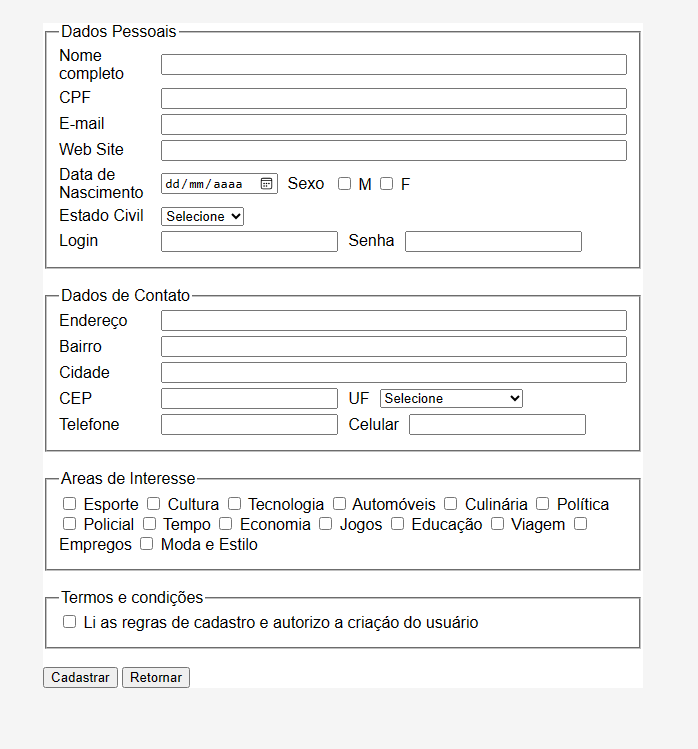 Dados Pessoais
Nome
completo
CPF
E-mail
Web Site
Data de
Nascimento
dd/mm/aaaa Sexo M F
Estado Civil Selecione
Login Senha
Dados de Contato
Endereço
Bairro
Cidade
CEP UF Selecione
Telefone Celular
Areas de Interesse
Esporte Cultura Tecnologia Automóveis Culinária Política
Policial Tempo Economia Jogos Educação Viagem
Empregos Moda e Estilo
Termos e condições
Li as regras de cadastro e autorizo a criaçáo do usuário
Cadastrar Retornar